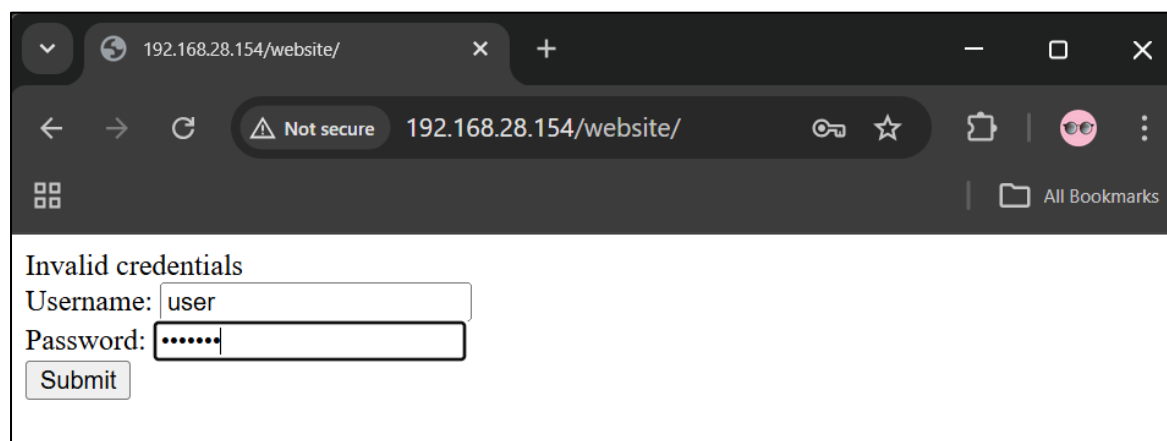 192.168.28.154/website/
Not secure 192.168.28.154/website/
All Bookmarks
Invalid credentials
Username: user
Password: •••••••
Submit